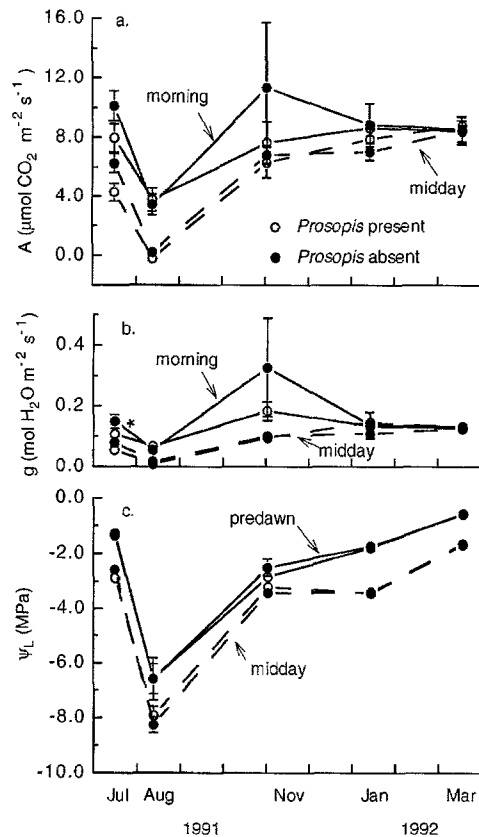 a.
16.0
12.0
8.0
4.0
0.0
A (μmol CO2 m-2 s-1)
morning
midday
Prosopis present
Prosopis absent
b.
0.4
0.2
0.0
g (mol H2O m-2 s-1)
morning
*
midday
c.
0.0
-2.0
-4.0
-6.0
-8.0
-10.0
ΨL (MPa)
predawn
midday
Jul Aug Nov Jan Mar
1991 1992